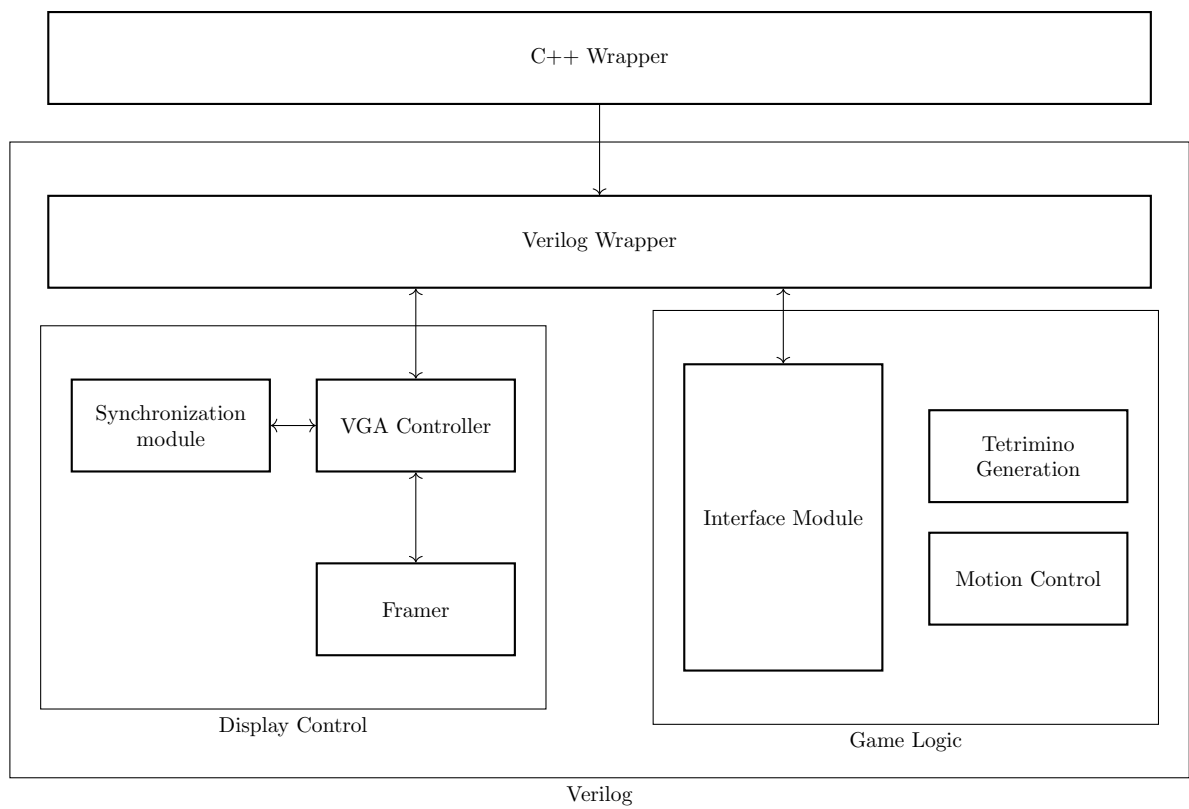 C++ Wrapper
Verilog Wrapper
Synchronization
module
VGA Controller
Framer
Display Control
Interface Module
Tetrimino
Generation
Motion Control
Game Logic
Verilog